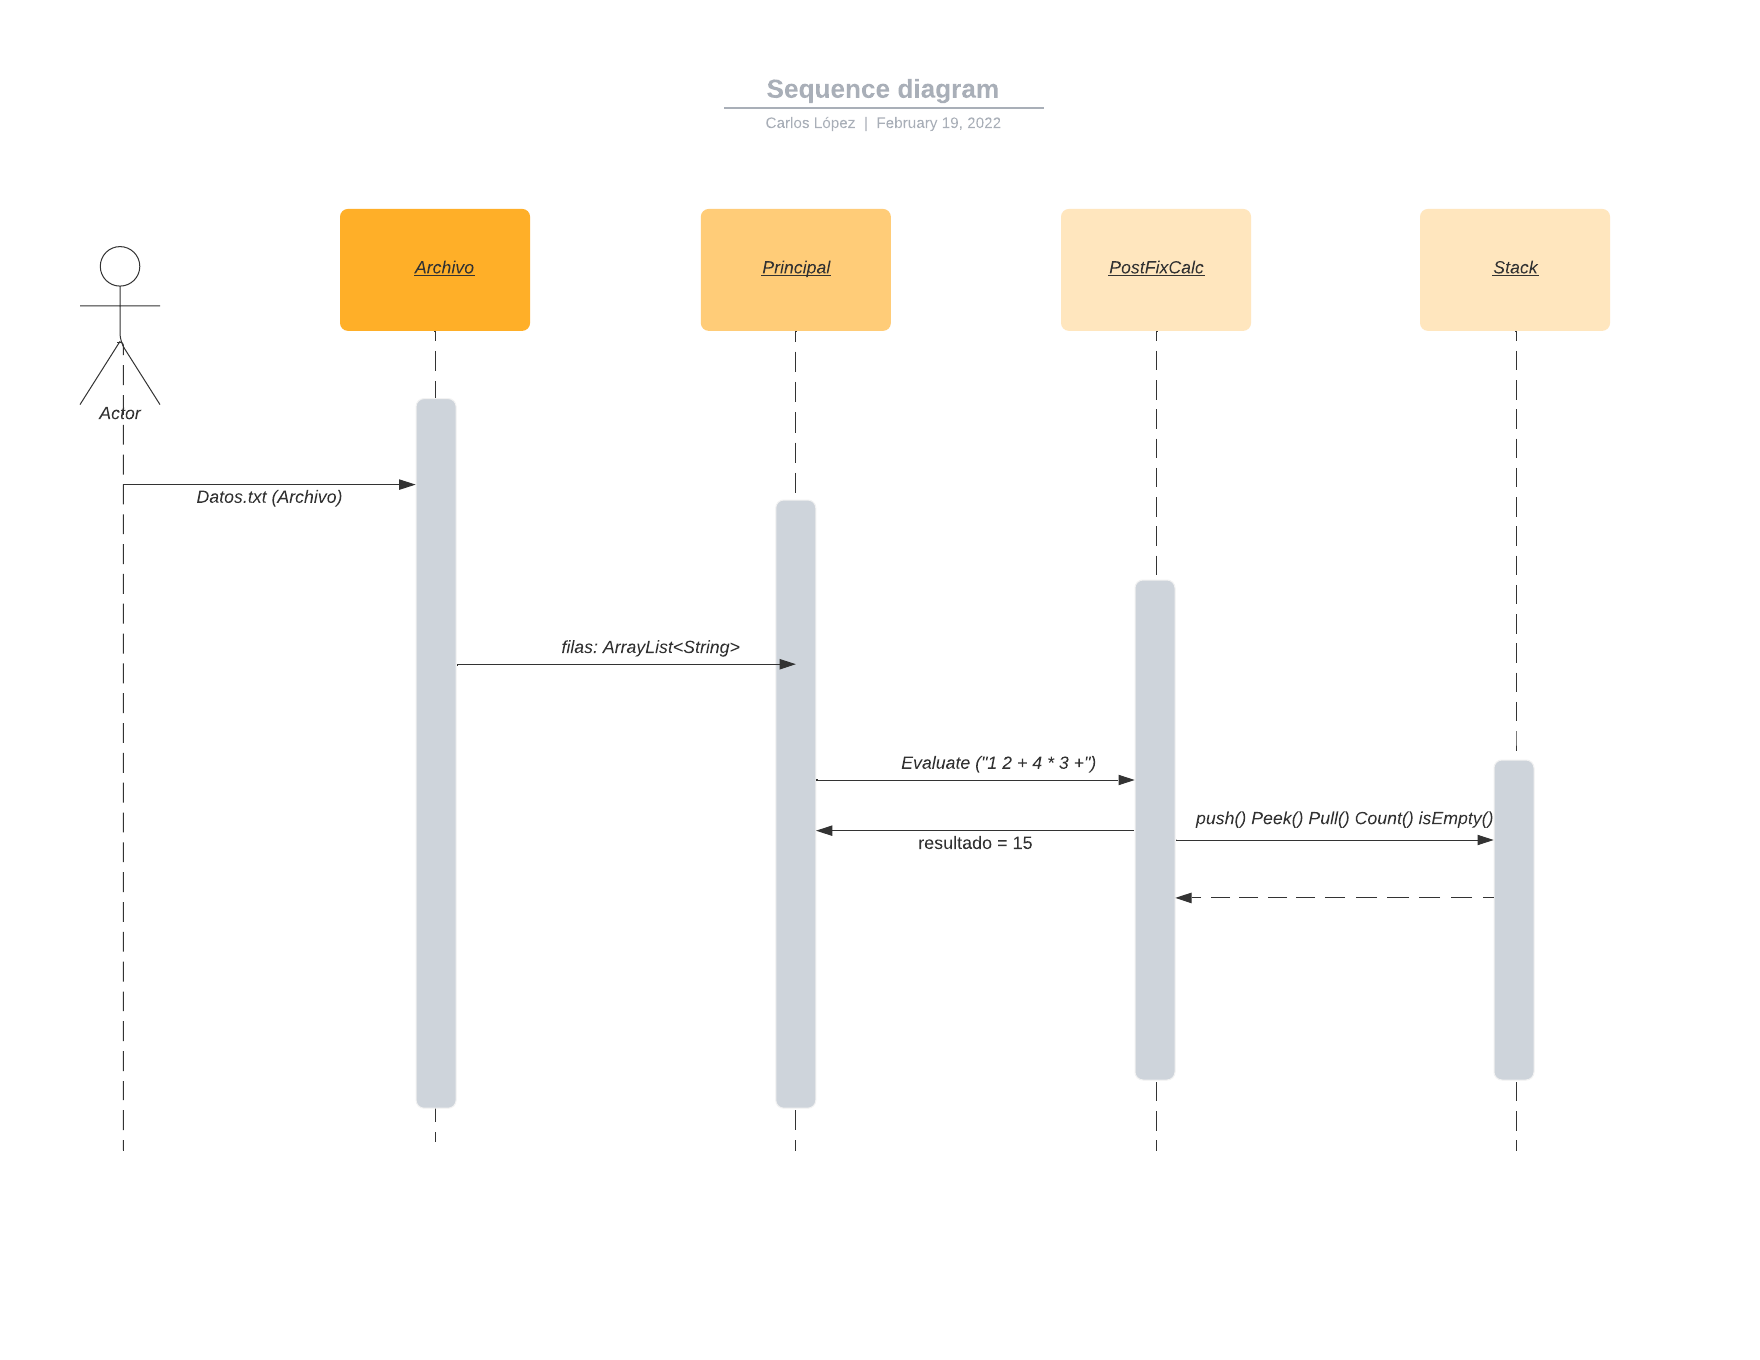 Sequence diagram
Carlos López | February 19, 2022
Archivo
Principal
PostFixCalc
Stack
Actor
Datos.txt (Archivo)
filas: ArrayList<String>
Evaluate ("1 2 + 4 * 3 +")
push() Peek() Pull() Count() isEmpty()
resultado = 15